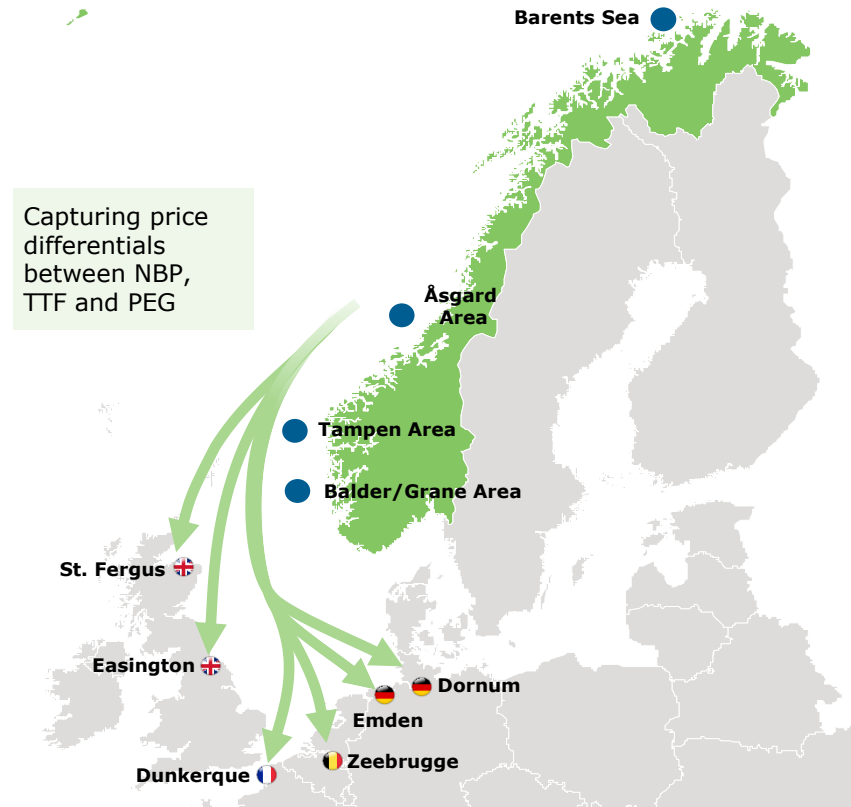 Barents Sea
Capturing price
differentials
between NBP,
TTF and PEG
Åsgard
Area
Tampen Area
Balder/Grane Area
St. Fergus
Easington
Dornum
Emden
Zeebrugge
Dunkerque